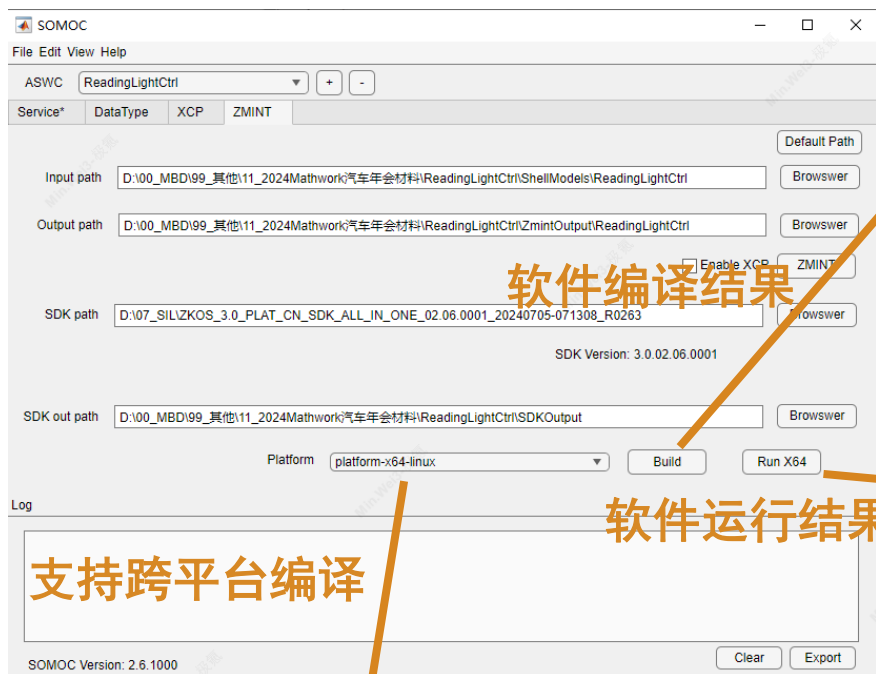 SOMOC
File Edit View Help
ASWC ReadingLightCtrl + -
Service* DataType XCP ZMINT
Default Path
Input path D:\00_MBD\99_其他\11_2024Mathwork汽车年会材料\ReadingLightCtrl\ShellModels\ReadingLightCtrl Browswer
Output path D:\00_MBD\99_其他\11_2024Mathwork汽车年会材料\ReadingLightCtrl\ZmintOutput\ReadingLightCtrl Browswer
Enable XCP ZMINT
软件编译结果
SDK path D:\07_SIL\ZKOS_3.0_PLAT_CN_SDK_ALL_IN_ONE_02.06.0001_20240705-071308_R0263 Browswer
SDK Version: 3.0.02.06.0001
SDK out path D:\00_MBD\99_其他\11_2024Mathwork汽车年会材料\ReadingLightCtrl\SDKOutput Browswer
Platform platform-x64-linux Build Run X64
Log
软件运行结果
支持跨平台编译
Clear Export
SOMOC Version: 2.6.1000